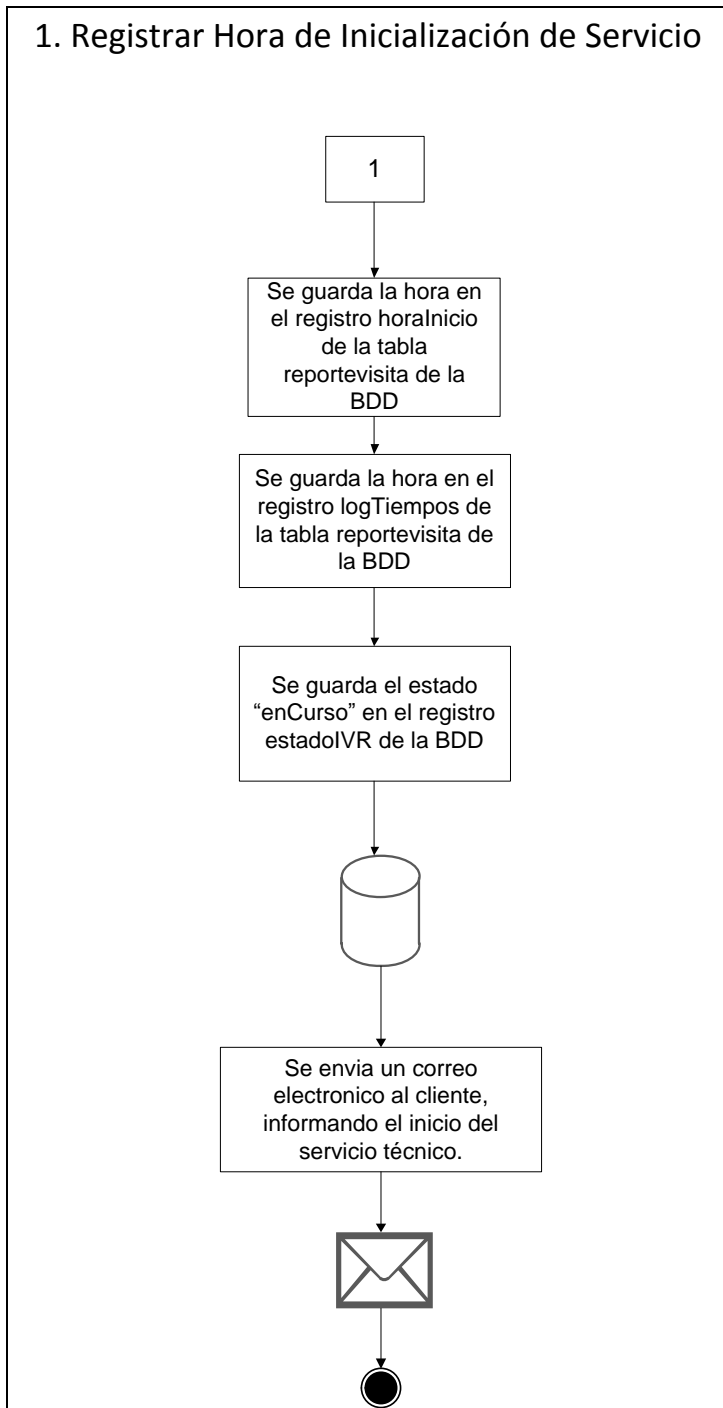 1. Registrar Hora de Inicialización de Servicio
1
Se guarda la hora en
el registro horaInicio
de la tabla
reportevisita de la
BDD
Se guarda la hora en el
registro logTiempos de
la tabla reportevisita de
la BDD
Se guarda el estado
“enCurso” en el registro
estadoIVR de la BDD
Se envia un correo
electronico al cliente,
informando el inicio del
servicio técnico.